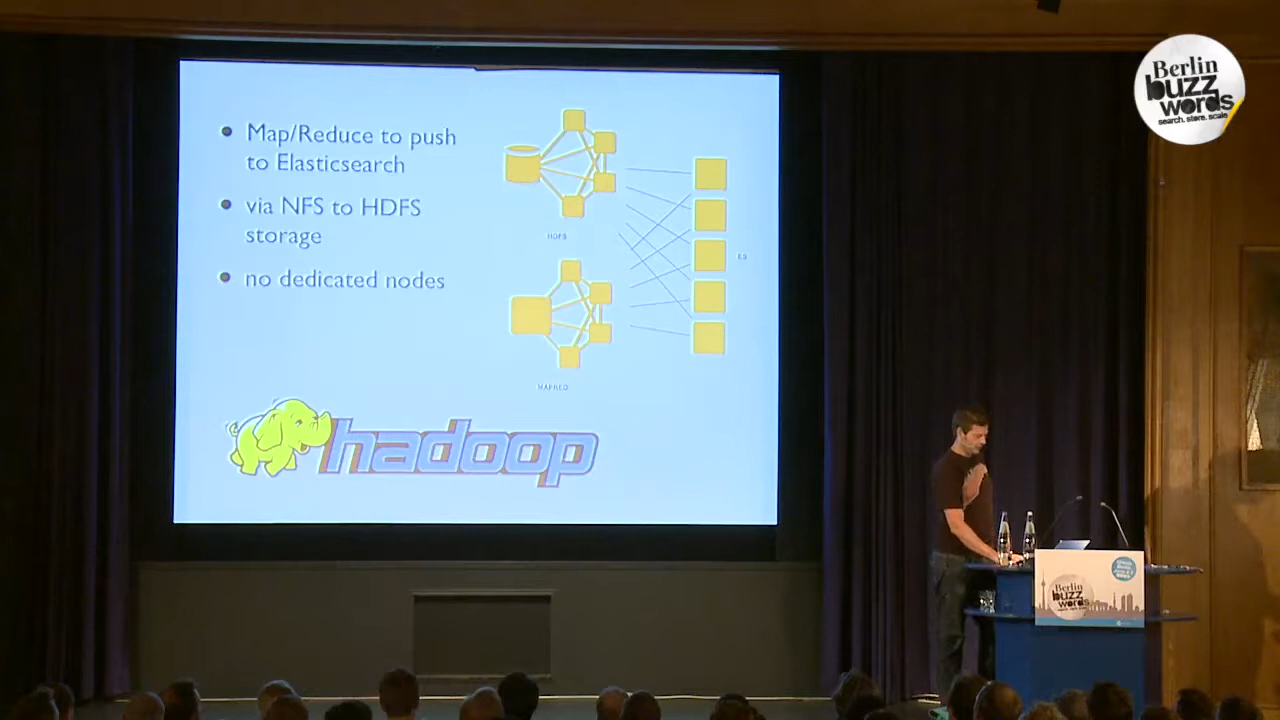 Map/Reduce to push
to Elasticsearch
via NFS to HDFS
storage
no dedicated nodes
HDFS
MAPRED
ES
hadoop
Berlin
buzz
words
search. store. scale
Berlin
buzz
words